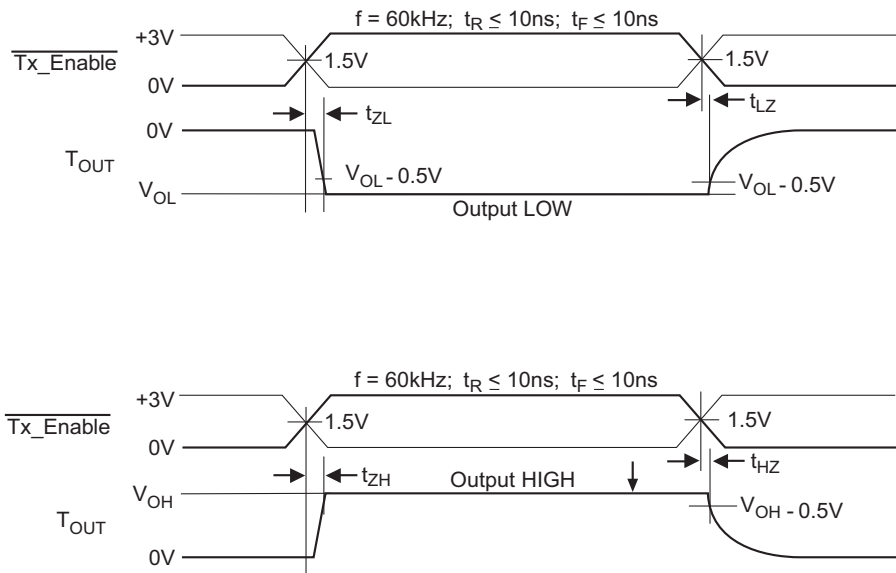 f = 60kHz; tR ≤ 10ns; tF ≤ 10ns
+3V
Tx_Enable
1.5V
1.5V
0V
tZL
tLZ
0V
TOUT
VOL - 0.5V
VOL - 0.5V
VOL
Output LOW
f = 60kHz; tR ≤ 10ns; tF ≤ 10ns
+3V
Tx_Enable
1.5V
1.5V
0V
tZH
tHZ
VOH
Output HIGH
VOH - 0.5V
TOUT
0V